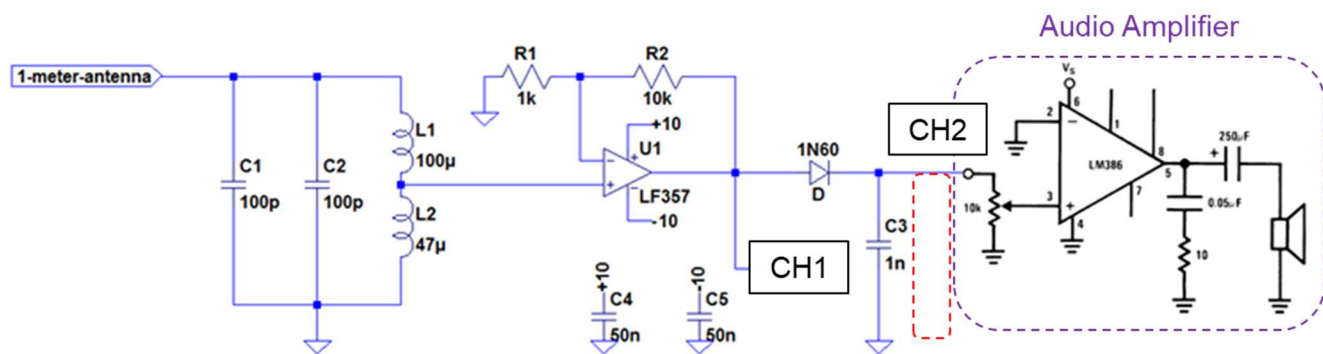 Audio Amplifier
1-meter-antenna
C1
100p
C2
100p
L1
100µ
L2
47µ
R1
1k
R2
10k
+10
U1
LF357
-10
+10
C4
50n
-10
C5
50n
CH1
1N60
D
C3
1n
CH2
10k
VS
6
2
3
4
1
8
5
7
LM386
250µF
+
0.05µF
10